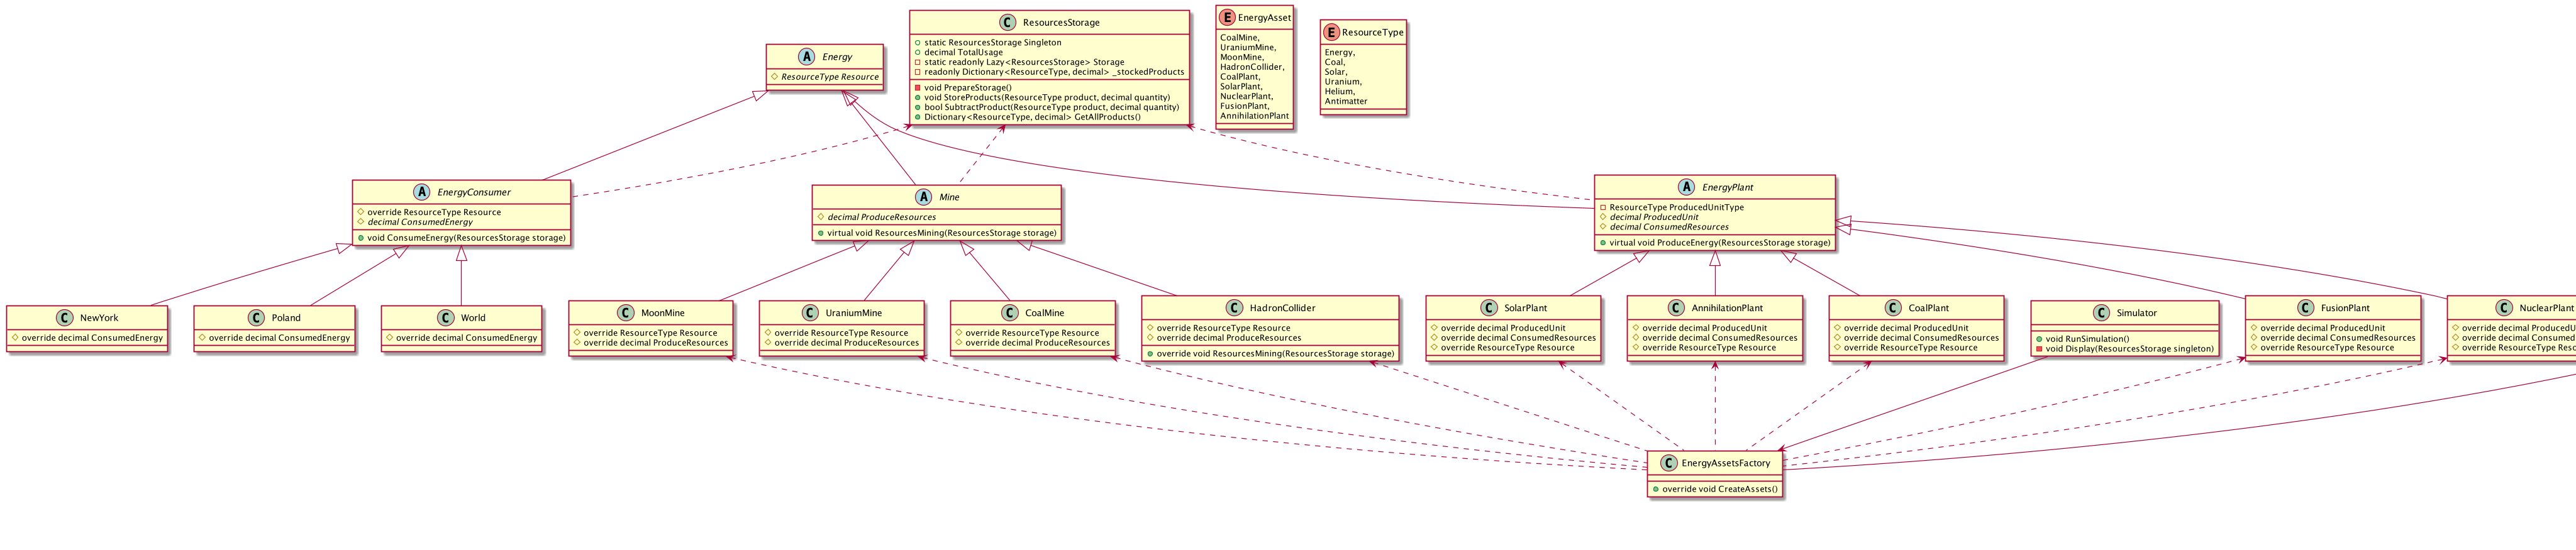 C ResourcesStorage
static ResourcesStorage Singleton
decimal TotalUsage
static readonly Lazy<ResourcesStorage> Storage
readonly Dictionary<ResourceType, decimal> _stockedProducts
void PrepareStorage()
void StoreProducts(ResourceType product, decimal quantity)
bool SubtractProduct(ResourceType product, decimal quantity)
Dictionary<ResourceType, decimal> GetAllProducts()
E EnergyAsset
CoalMine,
UraniumMine,
MoonMine,
HadronCollider,
CoalPlant,
SolarPlant,
NuclearPlant,
FusionPlant,
AnnihilationPlant
E ResourceType
Energy,
Coal,
Solar,
Uranium,
Helium,
Antimatter
A Energy
ResourceType Resource
A EnergyConsumer
override ResourceType Resource
decimal ConsumedEnergy
void ConsumeEnergy(ResourcesStorage storage)
A Mine
decimal ProduceResources
virtual void ResourcesMining(ResourcesStorage storage)
A EnergyPlant
ResourceType ProducedUnitType
decimal ProducedUnit
decimal ConsumedResources
virtual void ProduceEnergy(ResourcesStorage storage)
C NewYork
override decimal ConsumedEnergy
C Poland
override decimal ConsumedEnergy
C World
override decimal ConsumedEnergy
C MoonMine
override ResourceType Resource
override decimal ProduceResources
C UraniumMine
override ResourceType Resource
override decimal ProduceResources
C CoalMine
override ResourceType Resource
override decimal ProduceResources
C HadronCollider
override ResourceType Resource
override decimal ProduceResources
override void ResourcesMining(ResourcesStorage storage)
C SolarPlant
override decimal ProducedUnit
override decimal ConsumedResources
override ResourceType Resource
C AnnihilationPlant
override decimal ProducedUnit
override decimal ConsumedResources
override ResourceType Resource
C CoalPlant
override decimal ProducedUnit
override decimal ConsumedResources
override ResourceType Resource
C Simulator
void RunSimulation()
void Display(ResourcesStorage singleton)
C FusionPlant
override decimal ProducedUnit
override decimal ConsumedResources
override ResourceType Resource
C NuclearPlant
override decimal ProducedU
override decimal Consumed
override ResourceType Reso
C EnergyAssetsFactory
override void CreateAssets()